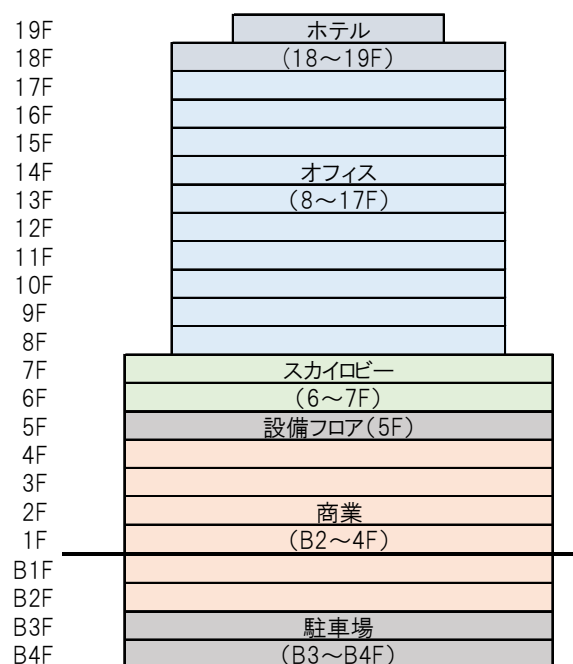 19F ホテル
18F (18～19F)
17F
16F
15F
14F オフィス
13F (8～17F)
12F
11F
10F
9F
8F
7F スカイロビー
6F (6～7F)
5F 設備フロア(5F)
4F
3F
2F 商業
1F (B2～4F)
B1F
B2F
B3F 駐車場
B4F (B3～B4F)